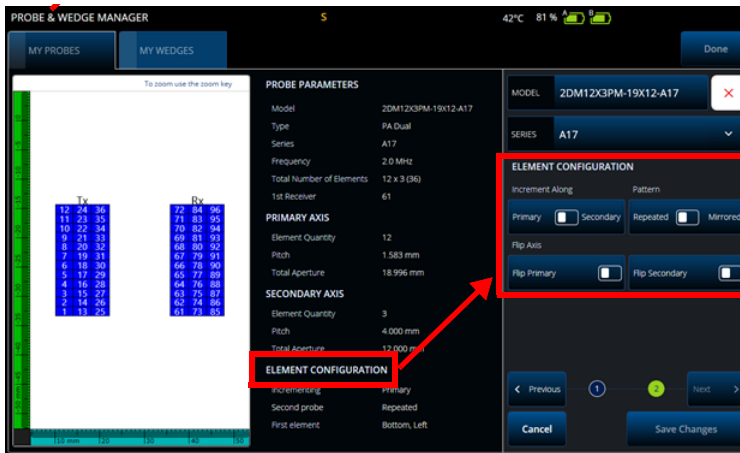 PROBE & WEDGE MANAGER
S
42°C 81 % A B
MY PROBES
MY WEDGES
Done
To zoom use the zoom key
Tx
12 24 36
11 23 35
10 22 34
9 21 33
8 20 32
7 19 31
6 18 30
5 17 29
4 16 28
3 15 27
2 14 26
1 13 25
Rx
72 84 96
71 83 95
70 82 94
69 81 93
68 80 92
67 79 91
66 78 90
65 77 89
64 76 88
63 75 87
62 74 86
61 73 85
10 mm 20 30 40 50
PROBE PARAMETERS
Model 2DM12X3PM-19X12-A17
Type PA Dual
Series A17
Frequency 2.0 MHz
Total Number of Elements 12 x 3 (36)
1st Receiver 61
PRIMARY AXIS
Element Quantity 12
Pitch 1.583 mm
Total Aperture 18.996 mm
SECONDARY AXIS
Element Quantity 3
Pitch 4.000 mm
Total Aperture 12.000 mm
ELEMENT CONFIGURATION
Incrementing Primary
Second probe Repeated
First element Bottom, Left
MODEL 2DM12X3PM-19X12-A17
SERIES A17
ELEMENT CONFIGURATION
Increment Along Pattern
Primary Secondary Repeated Mirrored
Flip Axis
Flip Primary Flip Secondary
Previous 1 2 Next
Cancel Save Changes